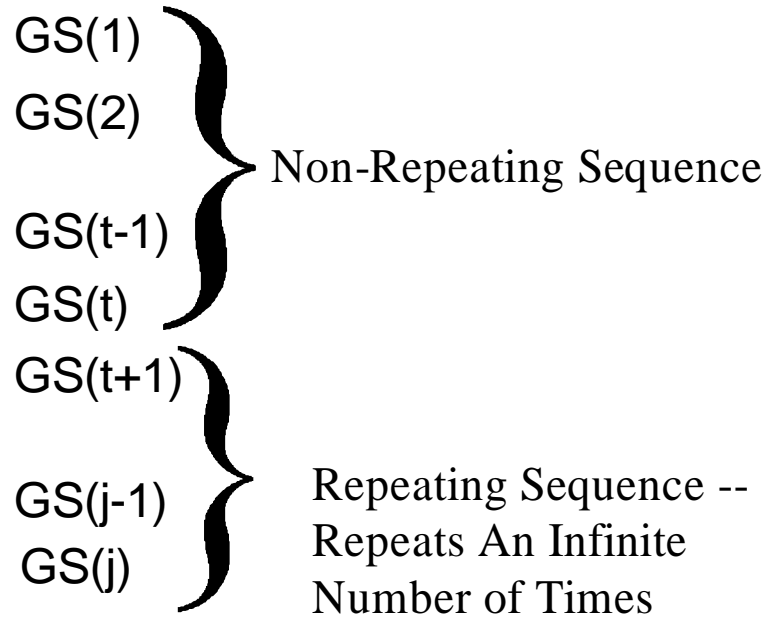 GS(1)
GS(2)
Non-Repeating Sequence
GS(t-1)
GS(t)
GS(t+1)
GS(j-1)
GS(j)
Repeating Sequence --
Repeats An Infinite
Number of Times